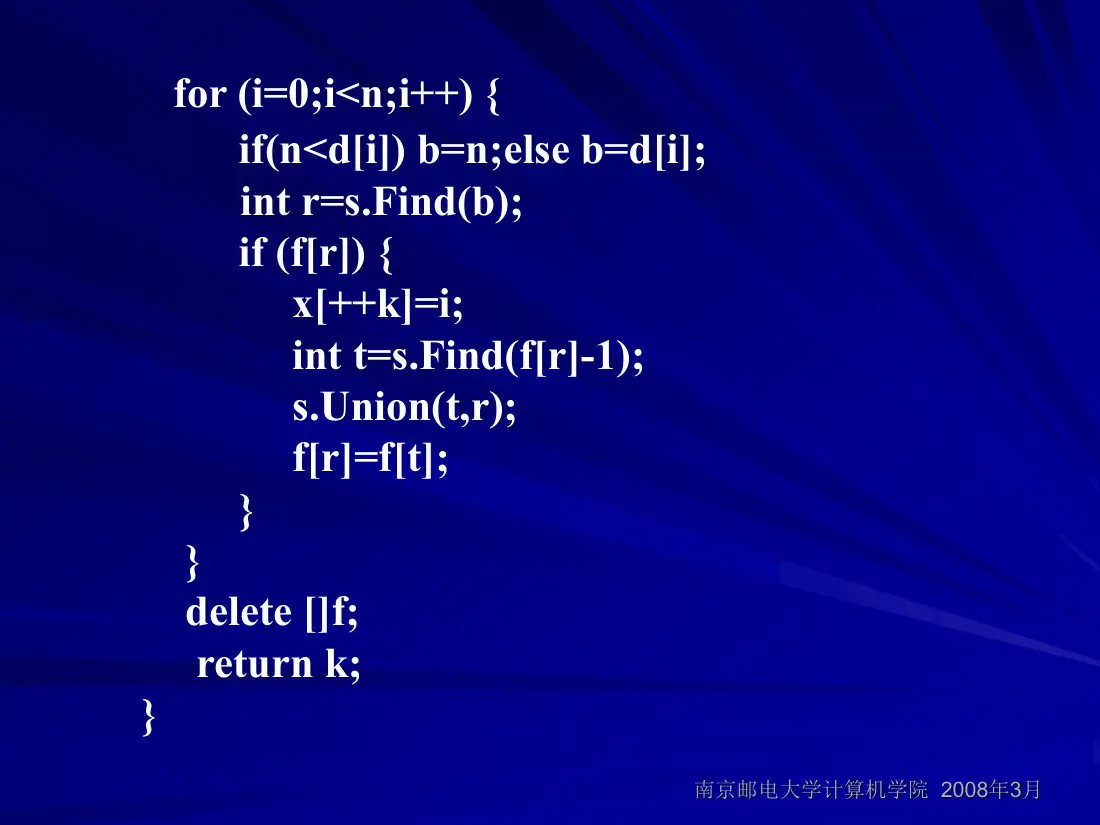 for (i=0;i<n;i++) {
if(n<d[i]) b=n;else b=d[i];
int r=s.Find(b);
if (f[r]) {
x[++k]=i;
int t=s.Find(f[r]-1);
s.Union(t,r);
f[r]=f[t];
}
}
delete []f;
return k;
}
南京邮电大学计算机学院 2008年3月